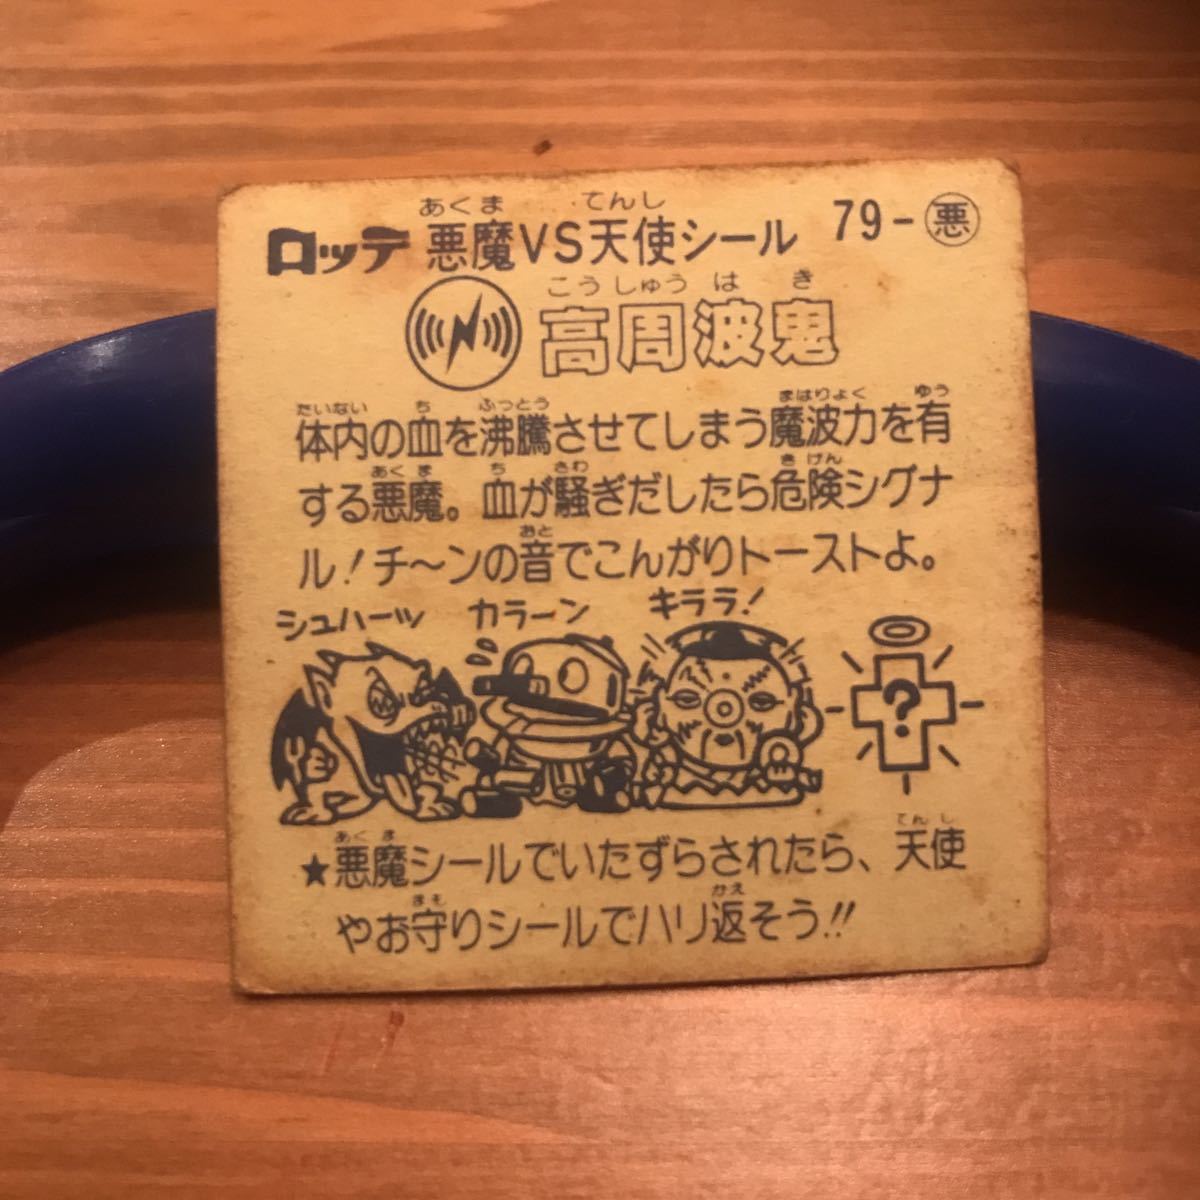 ロッテ 悪魔VS天使シール 79-悪
あくま てんし
こうしゅうはき
高周波鬼
たいない ち ふっとう まはりょく ゆう
体内の血を沸騰させてしまう魔波力を有
あくま ち さわ きけん
する悪魔。血が騒ぎだしたら危険シグナ
おと
ル!チ〜ンの音でこんがりトーストよ。
シュハーッ カラーン キララ!
?
あくま てんし
★悪魔シールでいたずらされたら、天使
まも かえ
やお守りシールでハリ返そう!!